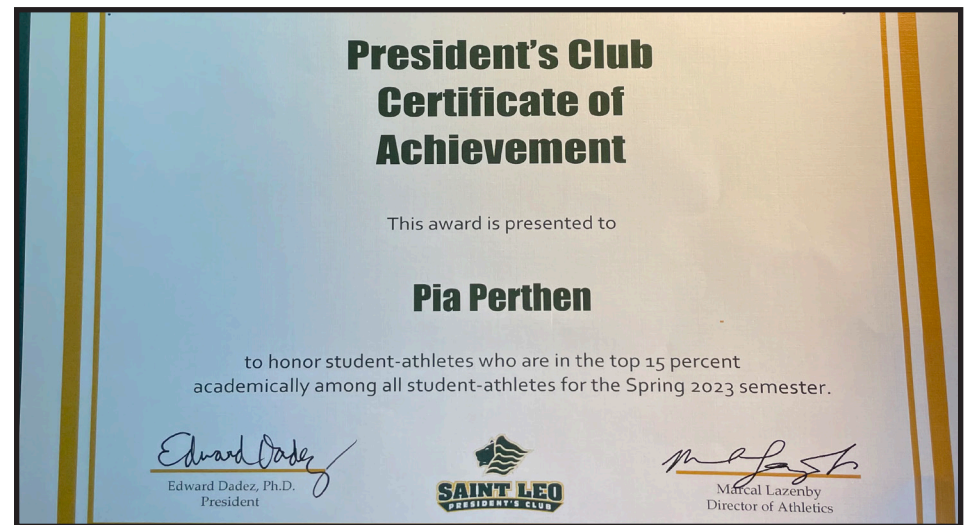 President's Club
Certificate of
Achievement
This award is presented to
Pia Perthen
to honor student-athletes who are in the top 15 percent
academically among all student-athletes for the Spring 2023 semester.
Edward Dadez
Edward Dadez, Ph.D.
President
SAINT LEO
PRESIDENT'S CLUB
Marcal Lazenby
Director of Athletics